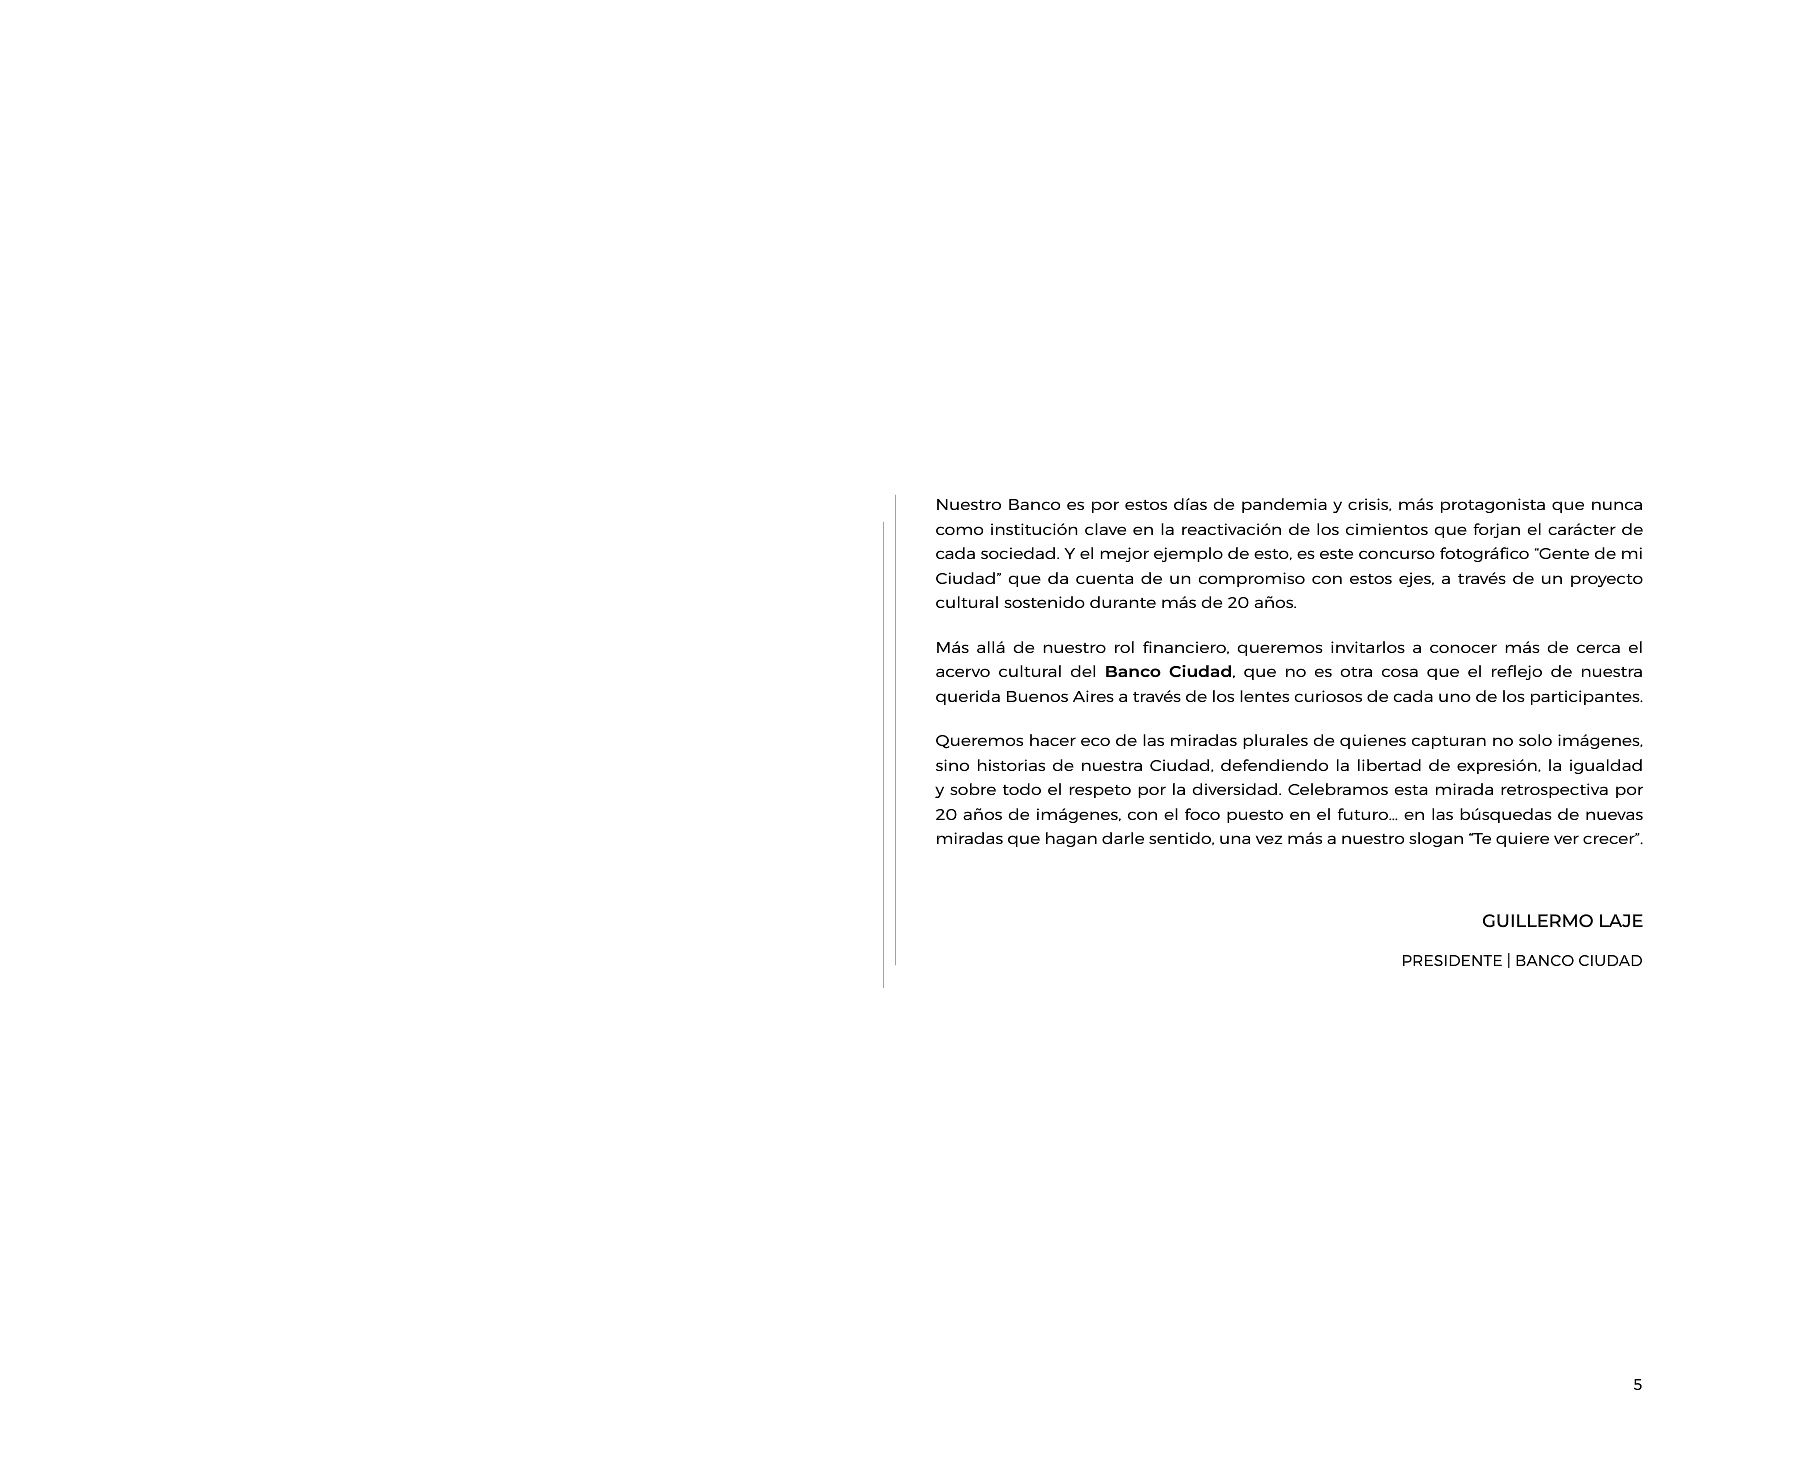 Nuestro Banco es por estos días de pandemia y crisis, más protagonista que nunca
como institución clave en la reactivación de los cimientos que forjan el carácter de
cada sociedad. Y el mejor ejemplo de esto, es este concurso fotográfico “Gente de mi
Ciudad” que da cuenta de un compromiso con estos ejes, a través de un proyecto
cultural sostenido durante más de 20 años.
Más allá de nuestro rol financiero, queremos invitarlos a conocer más de cerca el
acervo cultural del Banco Ciudad, que no es otra cosa que el reflejo de nuestra
querida Buenos Aires a través de los lentes curiosos de cada uno de los participantes.
Queremos hacer eco de las miradas plurales de quienes capturan no solo imágenes,
sino historias de nuestra Ciudad, defendiendo la libertad de expresión, la igualdad
y sobre todo el respeto por la diversidad. Celebramos esta mirada retrospectiva por
20 años de imágenes, con el foco puesto en el futuro... en las búsquedas de nuevas
miradas que hagan darle sentido, una vez más a nuestro slogan “Te quiere ver crecer”.
GUILLERMO LAJE
PRESIDENTE | BANCO CIUDAD
5